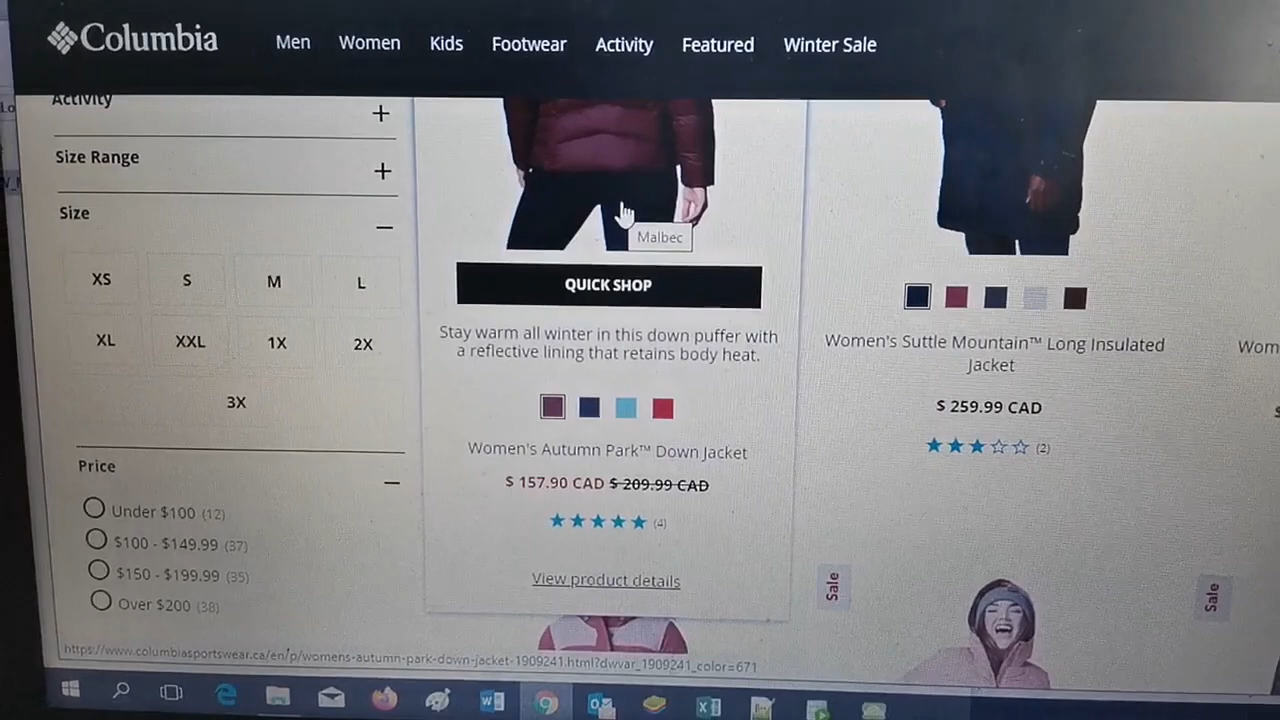 Columbia
Men Women Kids Footwear Activity Featured Winter Sale
Activity
Size Range
Size
XS S M L
XL XXL 1X 2X
3X
Price
Under $100 (12)
$100 - $149.99 (37)
$150 - $199.99 (35)
Over $200 (38)
Malbec
QUICK SHOP
Stay warm all winter in this down puffer with
a reflective lining that retains body heat.
Women's Autumn Park™ Down Jacket
$ 157.90 CAD $ 209.99 CAD
(4)
View product details
Women's Suttle Mountain™ Long Insulated
Jacket
$ 259.99 CAD
(2)
Sale
Sale
https://www.columbiasportswear.ca/en/p/womens-autumn-park-down-jacket-1909241.html?dwvar_1909241_color=671